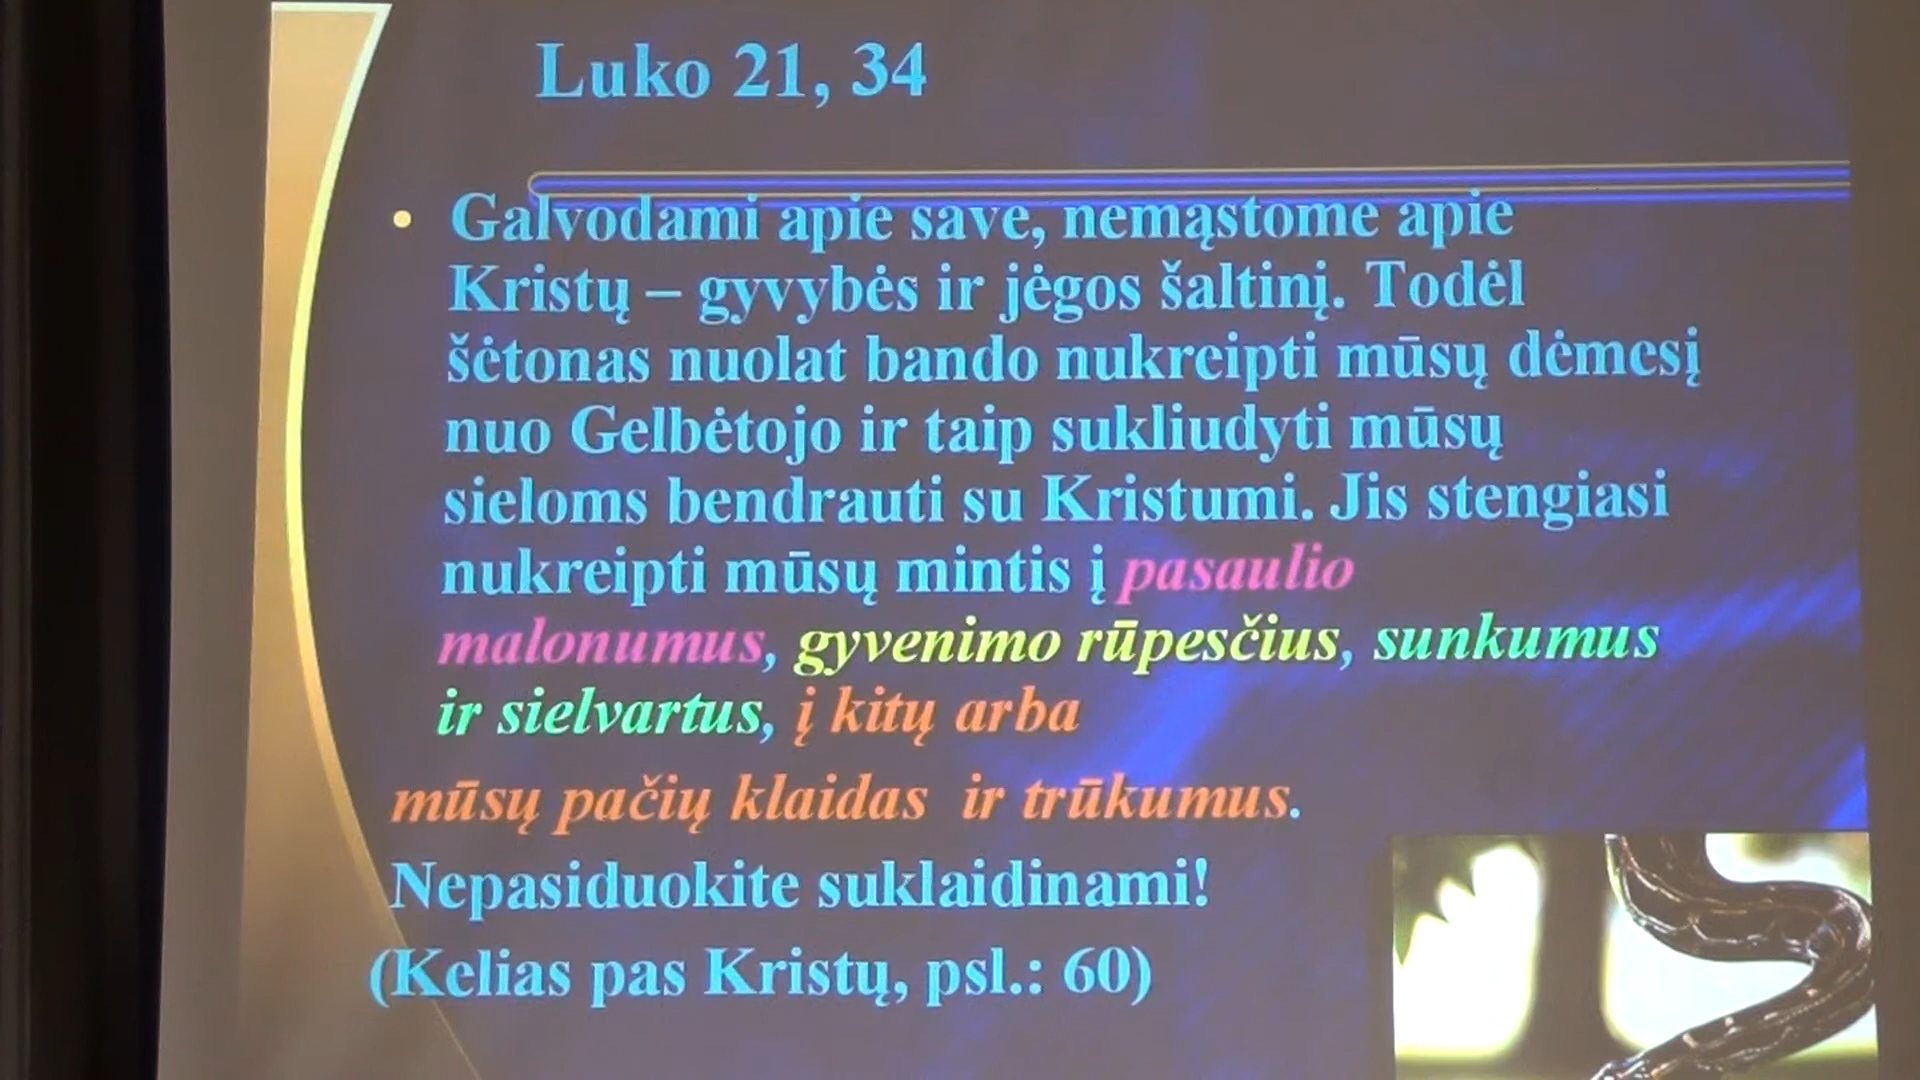 Luko 21, 34
• Galvodami apie save, nemąstome apie
Kristų – gyvybės ir jėgos šaltinį. Todėl
šėtonas nuolat bando nukreipti mūsų dėmesį
nuo Gelbėtojo ir taip sukliudyti mūsų
sieloms bendrauti su Kristumi. Jis stengiasi
nukreipti mūsų mintis į pasaulio
malonumus, gyvenimo rūpesčius, sunkumus
ir sielvartus, į kitų arba
mūsų pačių klaidas ir trūkumus.
Nepasiduokite suklaidinami!
(Kelias pas Kristų, psl.: 60)